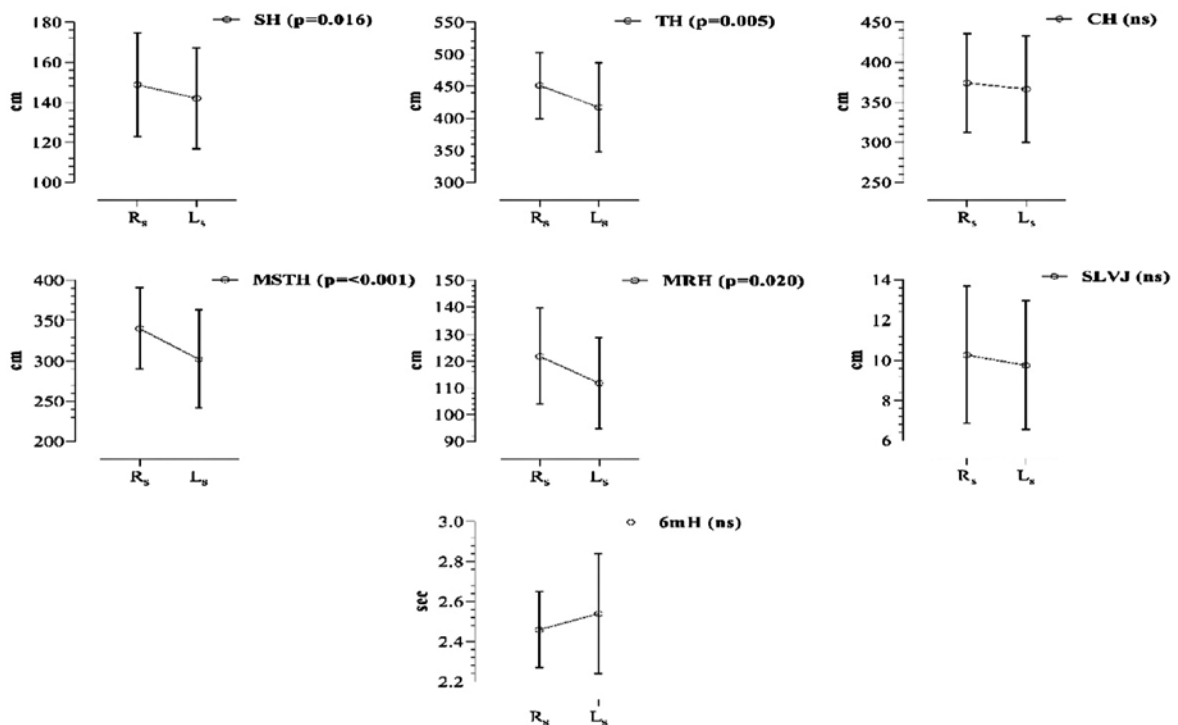 SH (p=0.016)
180
160
140
120
100
cm
Rs Ls
TH (p=0.005)
550
500
450
400
350
300
cm
Rs Ls
CH (ns)
450
400
350
300
250
cm
Rs Ls
MSTH (p=<0.001)
400
350
300
250
200
cm
Rs Ls
MRH (p=0.020)
150
140
130
120
110
100
90
cm
Rs Ls
SLVJ (ns)
14
12
10
8
6
cm
Rs Ls
6mH (ns)
3.0
2.8
2.6
2.4
2.2
sec
Rs Ls